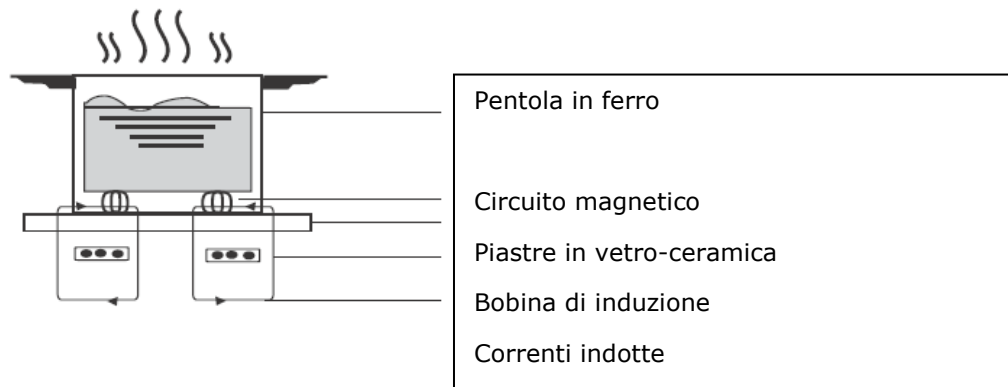 Pentola in ferro
Circuito magnetico
Piastre in vetro-ceramica
Bobina di induzione
Correnti indotte